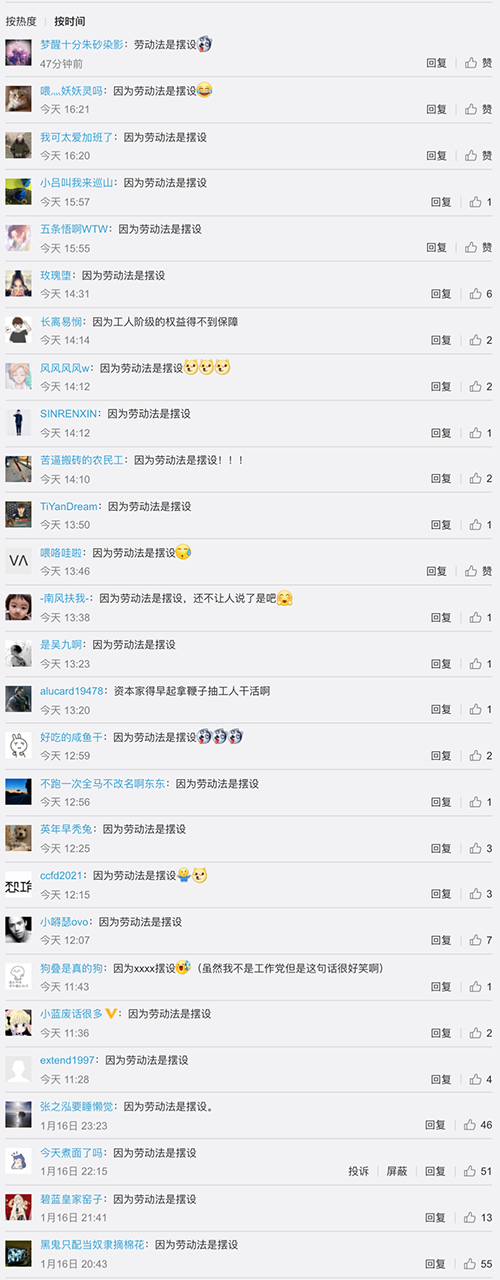 按热度 按时间
梦醒十分朱砂染影：劳动法是摆设
47分钟前 回复 赞
喂灬妖妖灵吗：因为劳动法是摆设
今天 16:21 回复 赞
我可太爱加班了：因为劳动法是摆设
今天 16:20 回复 赞
小吕叫我来巡山：因为劳动法是摆设
今天 15:57 回复 1
五条悟啊WTW：因为劳动法是摆设
今天 15:55 回复 赞
玫瑰堕：因为劳动法是摆设
今天 14:31 回复 6
长离易悯：因为工人阶级的权益得不到保障
今天 14:14 回复 2
风风风风w：因为劳动法是摆设
今天 14:12 回复 2
SINRENXIN：因为劳动法是摆设
今天 14:12 回复 1
苦逼搬砖的农民工：因为劳动法是摆设！！！
今天 14:10 回复 2
TiYanDream：因为劳动法是摆设
今天 13:50 回复 1
喂咯哇啦：因为劳动法是摆设
今天 13:46 回复 赞
-南风扶我-：因为劳动法是摆设，还不让人说了是吧
今天 13:38 回复 1
是吴九啊：因为劳动法是摆设
今天 13:23 回复 1
alucard19478：资本家得早起拿鞭子抽工人干活啊
今天 13:20 回复 1
好吃的咸鱼干：因为劳动法是摆设
今天 12:59 回复 2
不跑一次全马不改名啊东东：因为劳动法是摆设
今天 12:56 回复 1
英年早秃兔：因为劳动法是摆设
今天 12:25 回复 3
ccfd2021：因为劳动法是摆设
今天 12:15 回复 3
小嘚瑟ovo：因为劳动法是摆设
今天 12:07 回复 7
狗叠是真的狗：因为xxxx摆设（虽然我不是工作党但是这句话很好笑啊）
今天 11:43 回复 1
小蓝废话很多：因为劳动法是摆设
今天 11:36 回复 2
extend1997：因为劳动法是摆设
今天 11:28 回复 4
张之泓要睡懒觉：因为劳动法是摆设。
1月16日 23:23 回复 46
今天煮面了吗：因为劳动法是摆设
1月16日 22:15 投诉 屏蔽 回复 51
碧蓝皇家窑子：因为劳动法是摆设
1月16日 21:41 回复 13
黑鬼只配当奴隶摘棉花：因为劳动法是摆设
1月16日 20:43 回复 55